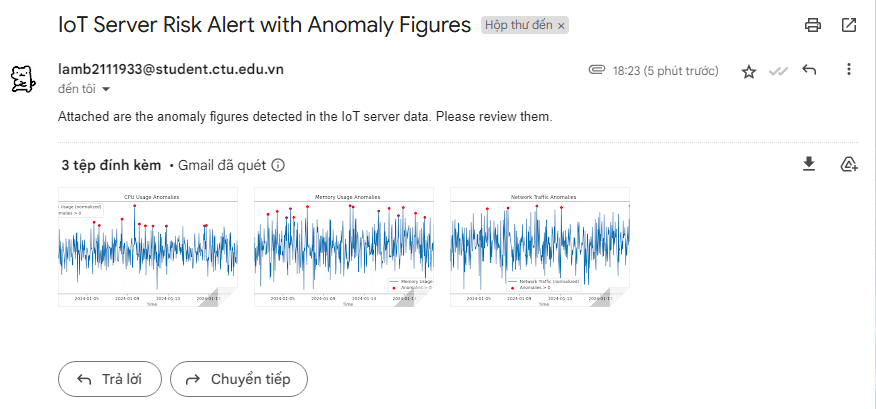 IoT Server Risk Alert with Anomaly Figures Hộp thư đến ×
lamb2111933@student.ctu.edu.vn 18:23 (5 phút trước)
đến tôi
Attached are the anomaly figures detected in the IoT server data. Please review them.
3 tệp đính kèm • Gmail đã quét
CPU Usage Anomalies
Usage (normalized)
malies > 0
2024-01-05 2024-01-09 2024-01-13 2024-01-1
Time
Memory Usage Anomalies
Memory Usage
Anomalies > 0
2024-01-05 2024-01-09 2024-01-13 2024-01-1
Time
Network Traffic Anomalies
Network Traffic (normalized)
Anomalies > 0
2024-01-05 2024-01-09 2024-01-13
Time
Trả lời
Chuyển tiếp